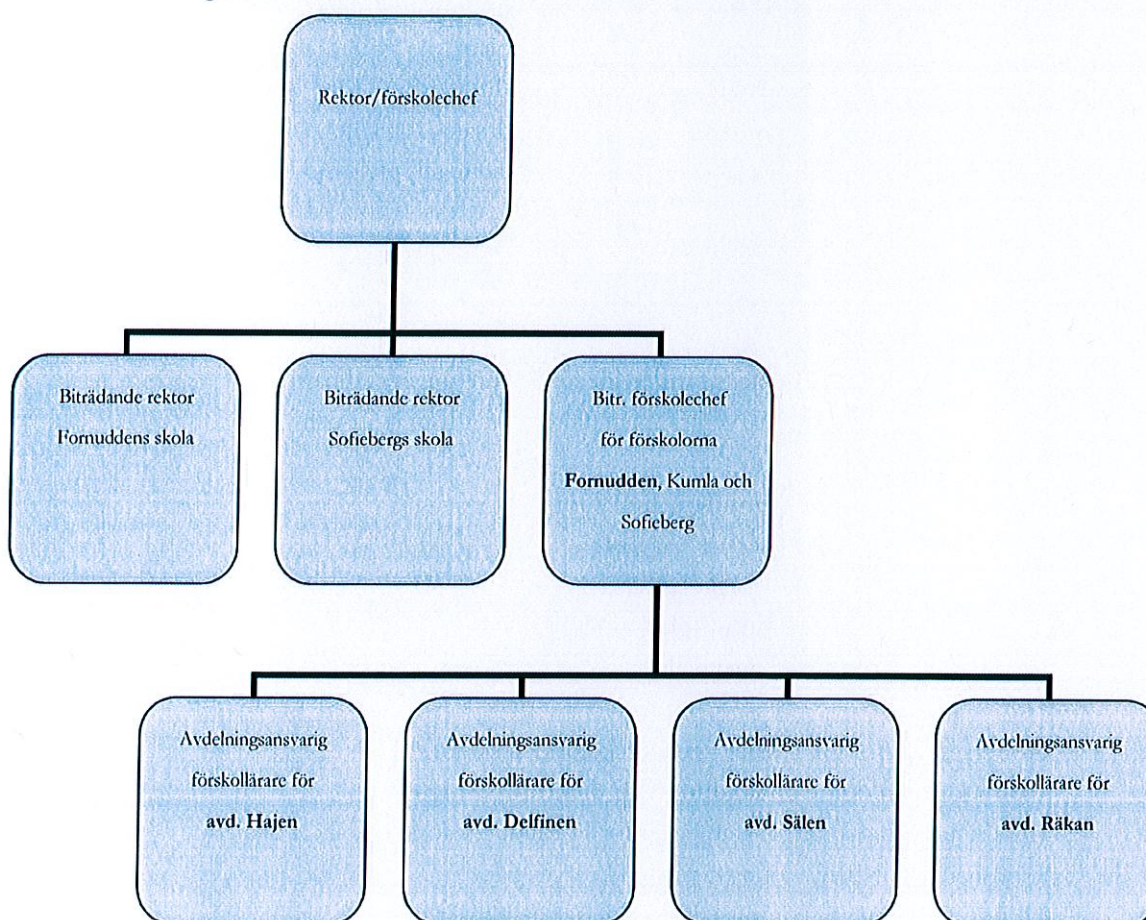 Rektor/förskolechef
Biträdande rektor
Fornuddens skola
Biträdande rektor
Sofiebergs skola
Bitr. förskolechef
för förskolorna
Fornudden, Kumla och
Sofieberg
Avdelningsansvarig
förskollärare för
avd. Hajen
Avdelningsansvarig
förskollärare för
avd. Delfinen
Avdelningsansvarig
förskollärare för
avd. Sälen
Avdelningsansvarig
förskollärare för
avd. Räkan